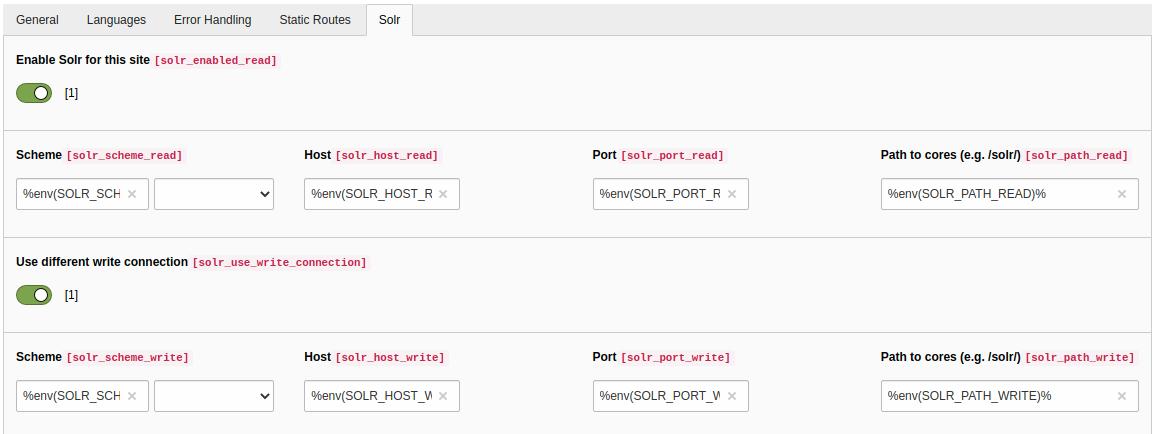 General Languages Error Handling Static Routes Solr
Enable Solr for this site [solr_enabled_read]
[1]
Scheme [solr_scheme_read] Host [solr_host_read] Port [solr_port_read] Path to cores (e.g. /solr/) [solr_path_read]
%env(SOLR_SCH × %env(SOLR_HOST_R × %env(SOLR_PORT_R × %env(SOLR_PATH_READ)% ×
Use different write connection [solr_use_write_connection]
[1]
Scheme [solr_scheme_write] Host [solr_host_write] Port [solr_port_write] Path to cores (e.g. /solr/) [solr_path_write]
%env(SOLR_SCH × %env(SOLR_HOST_W × %env(SOLR_PORT_W × %env(SOLR_PATH_WRITE)% ×